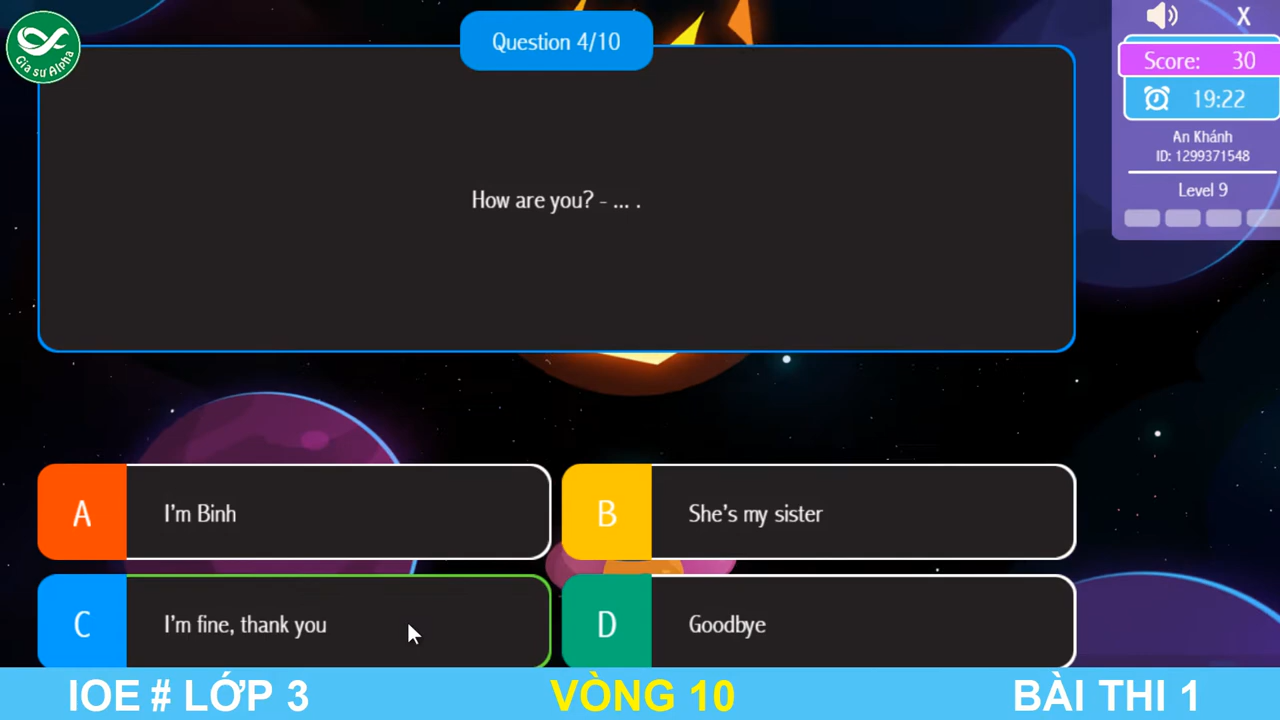 Gia sư Alpha
Question 4/10
X
Score: 30
19:22
An Khánh
ID: 1299371548
Level 9
How are you? - ... .
A I'm Binh
B She's my sister
C I'm fine, thank you
D Goodbye
IOE # LỚP 3 VÒNG 10 BÀI THI 1